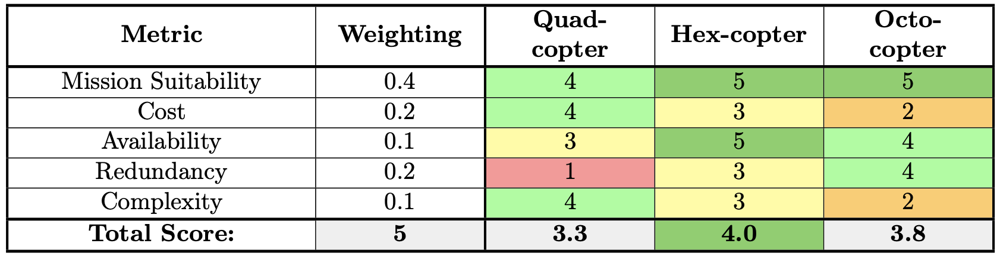 Metric Weighting Quad-copter Hex-copter Octo-copter
Mission Suitability 0.4 4 5 5
Cost 0.2 4 3 2
Availability 0.1 3 5 4
Redundancy 0.2 1 3 4
Complexity 0.1 4 3 2
Total Score: 5 3.3 4.0 3.8